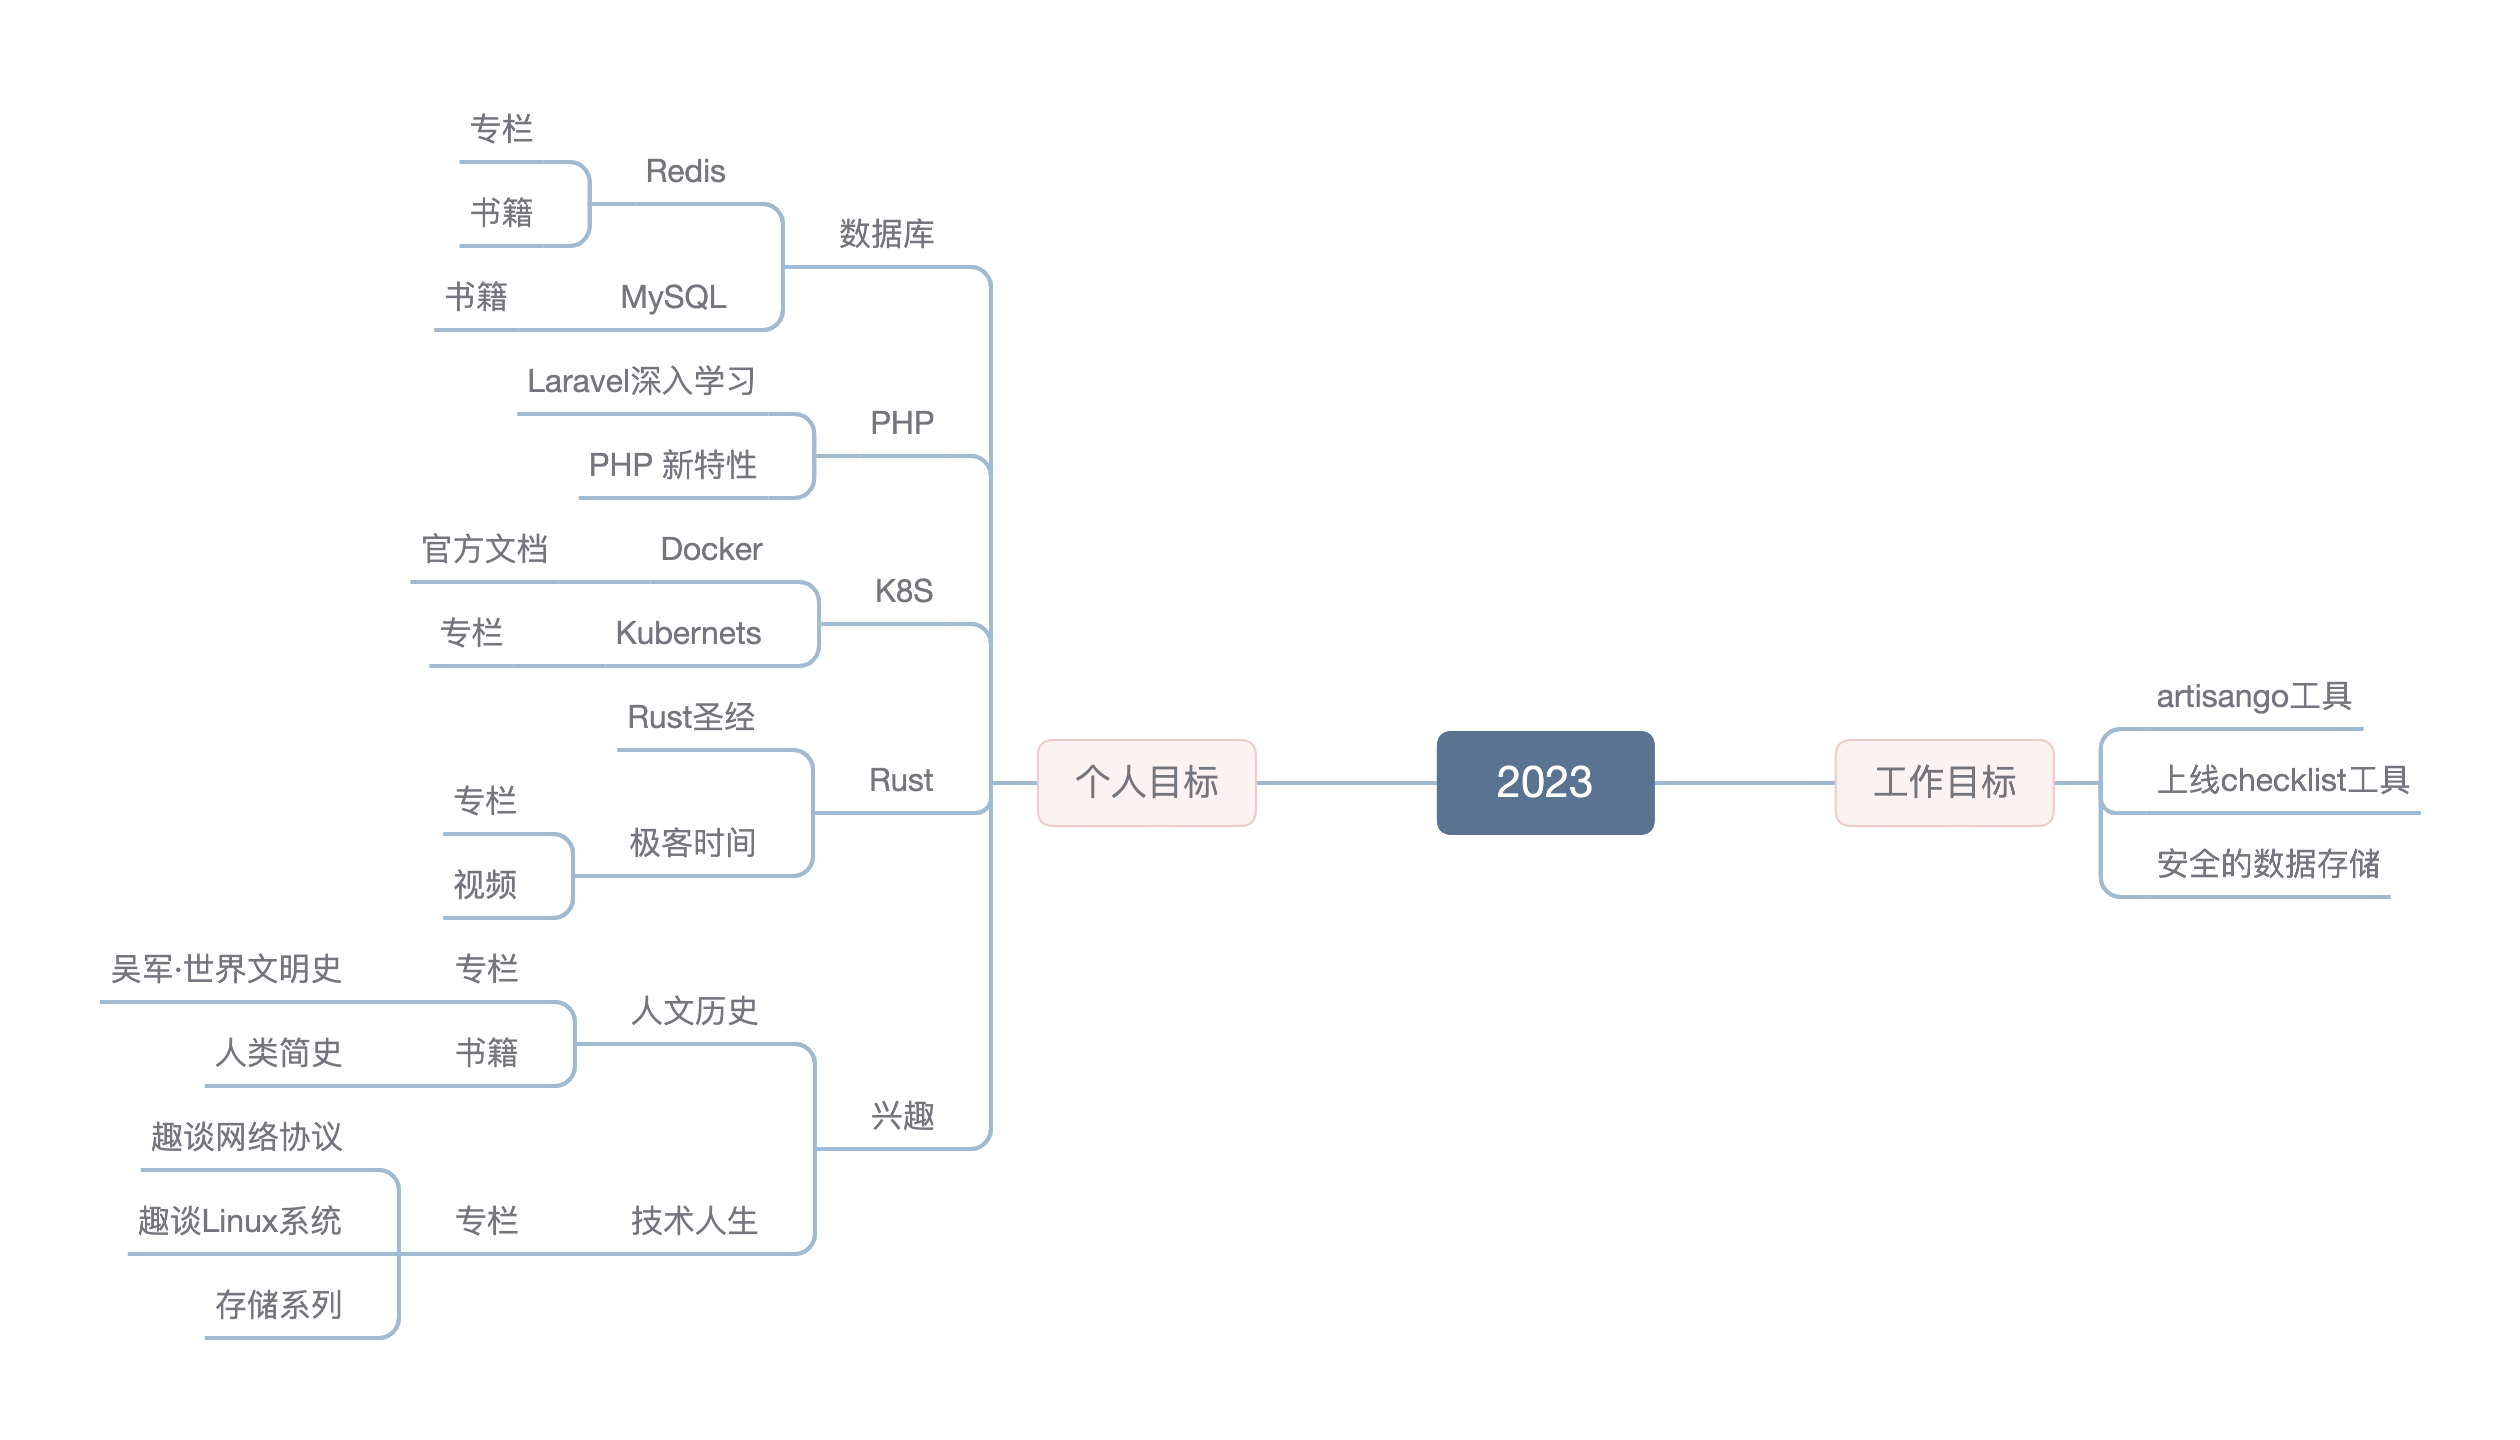 专栏
Redis
书籍
数据库
书籍
MySQL
Laravel深入学习
PHP
PHP 新特性
官方文档
Docker
K8S
专栏
Kubernets
Rust圣经
Rust
专栏
极客时间
视频
吴军·世界文明史
专栏
人文历史
人类简史
书籍
兴趣
趣谈网络协议
趣谈Linux系统
专栏
技术人生
存储系列
个人目标
2023
工作目标
artisango工具
上线checklist工具
安全的数据存储